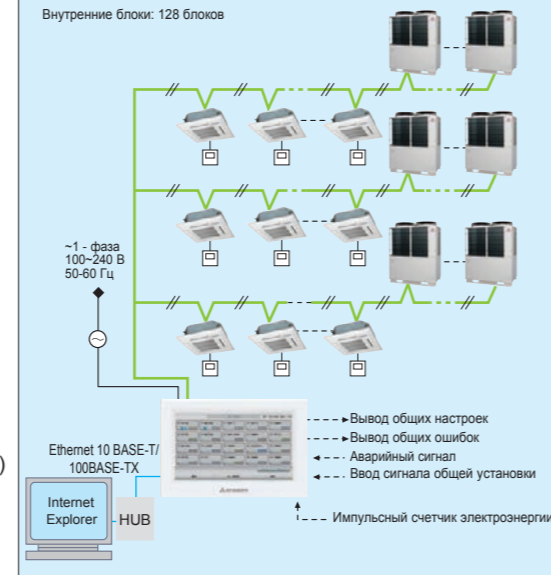 Внутренние блоки: 128 блоков
~1 - фаза
100~240 В
50-60 Гц
Вывод общих настроек
Вывод общих ошибок
Аварийный сигнал
Ввод сигнала общей установки
Импульсный счетчик электроэнергии
Ethernet 10 BASE-T/
100BASE-TX
)
Internet
Explorer
HUB